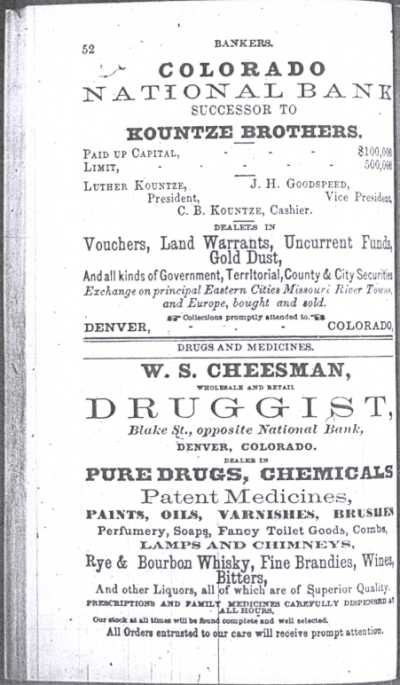 52
BANKERS.
COLORADO
NATIONAL BANK
SUCCESSOR TO
KOUNTZE BROTHERS.
PAID UP CAPITAL, - - - $100,000
LIMIT, - - - - - 500,000
LUTHER KOUNTZE, J. H. GOODSPEED,
President, Vice President,
C. B. KOUNTZE, Cashier.
DEALERS IN
Vouchers, Land Warrants, Uncurrent Funds,
Gold Dust,
And all kinds of Government, Territorial, County & City Securities
Exchange on principal Eastern Cities Missouri River Towns,
and Europe, bought and sold.
Collections promptly attended to.
DENVER, - - - COLORADO,
DRUGS AND MEDICINES.
W. S. CHEESMAN,
WHOLESALE AND RETAIL
DRUGGIST,
Blake St., opposite National Bank,
DENVER, COLORADO.
DEALER IN
PURE DRUGS, CHEMICALS
Patent Medicines,
PAINTS, OILS, VARNISHES, BRUSHES
Perfumery, Soaps, Fancy Toilet Goods, Combs,
LAMPS AND CHIMNEYS,
Rye & Bourbon Whisky, Fine Brandies, Wines,
Bitters,
And other Liquors, all of which are of Superior Quality.
PRESCRIPTIONS AND FAMILY MEDICINES CAREFULLY DISPENSED AT
ALL HOURS.
Our stock at all times will be found complete and well selected.
All Orders entrusted to our care will receive prompt attention.